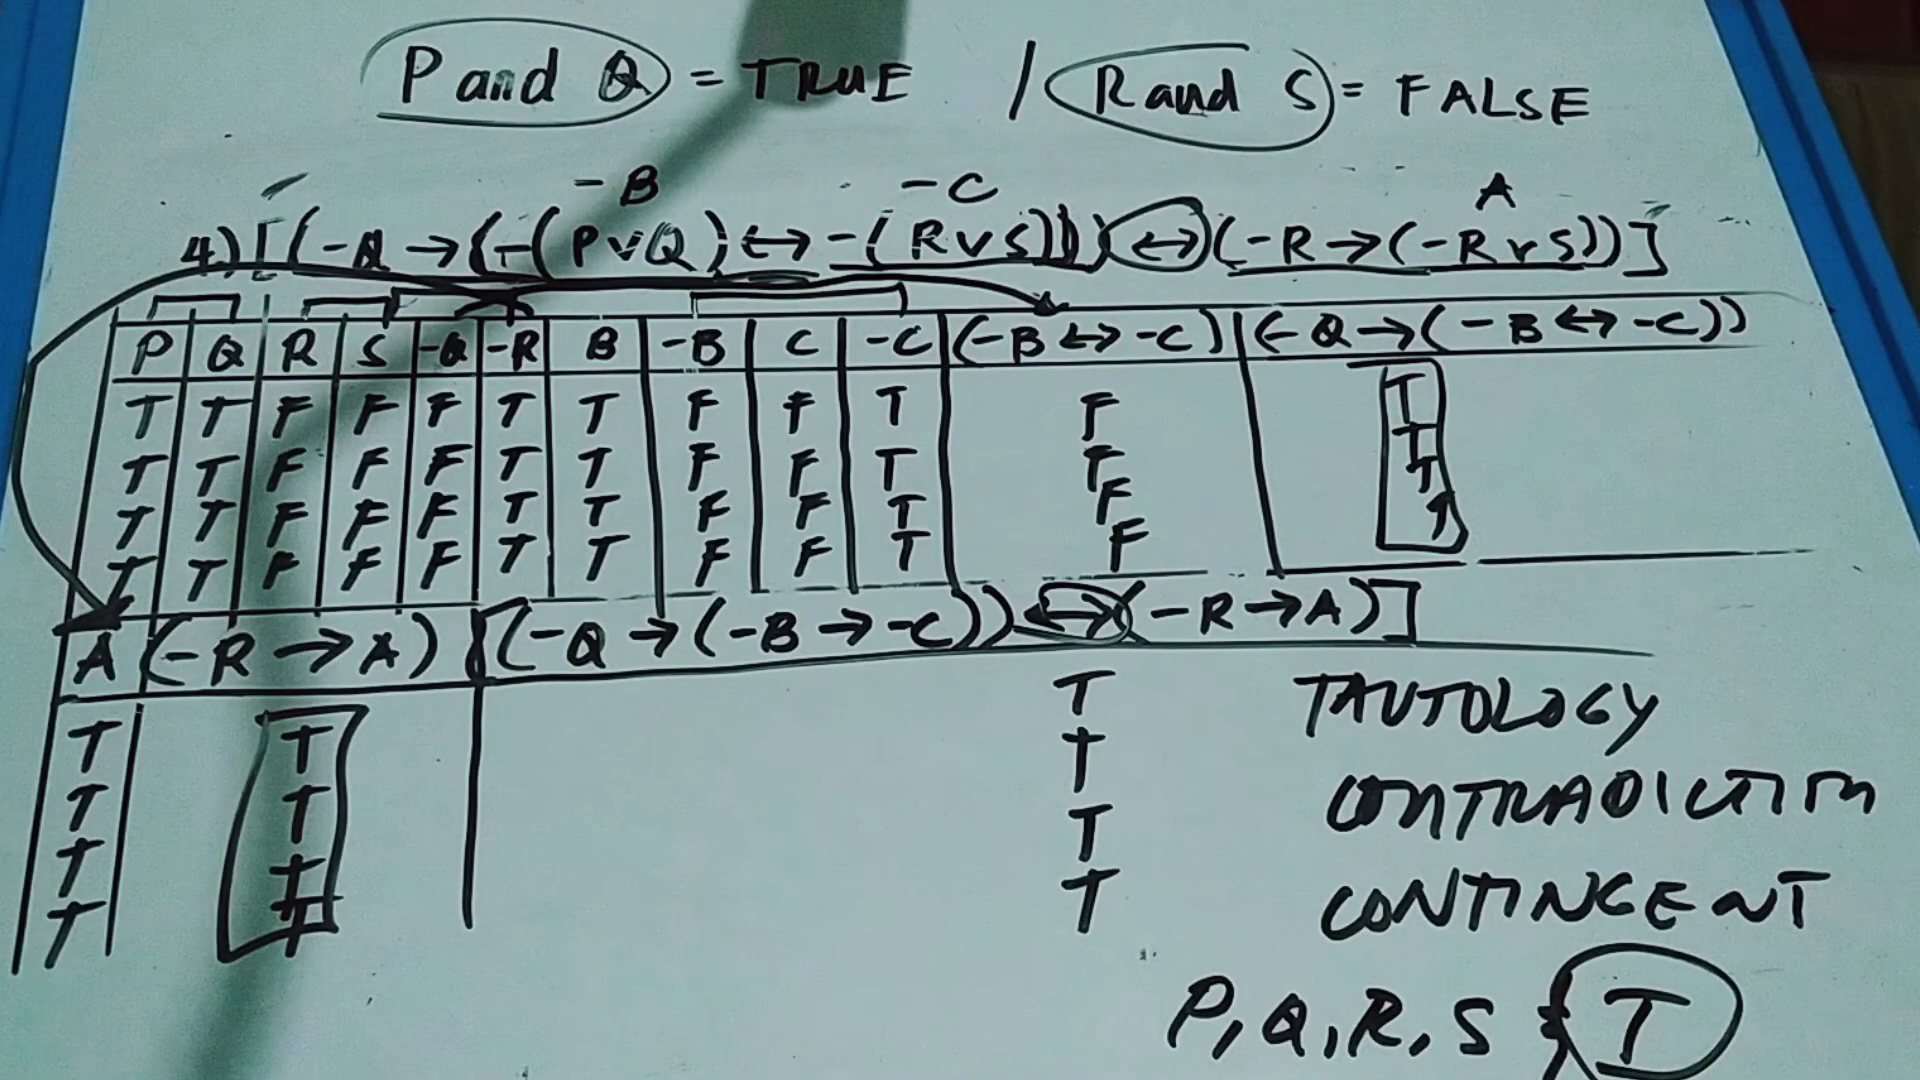 P and Q = TRUE / R and S = FALSE
-B -C A
4) [(-Q → (-(P∨Q) ↔ -(R∨S))) ↔ (-R → (-R∨S))]
P Q R S -Q -R B -B C -C (-B ↔ -C) (-Q → (-B ↔ -C))
T T F F F T T F F T F T
T T F F F T T F F T F T
T T F F F T T F F T F T
T T F F F T T F F T F T
A (-R → A) [(-Q → (-B → -C)) ↔ (-R → A)]
T T T TAUTOLOGY
T T T CONTRADICTION
T T T CONTINGENT
T T T
P, Q, R, S T